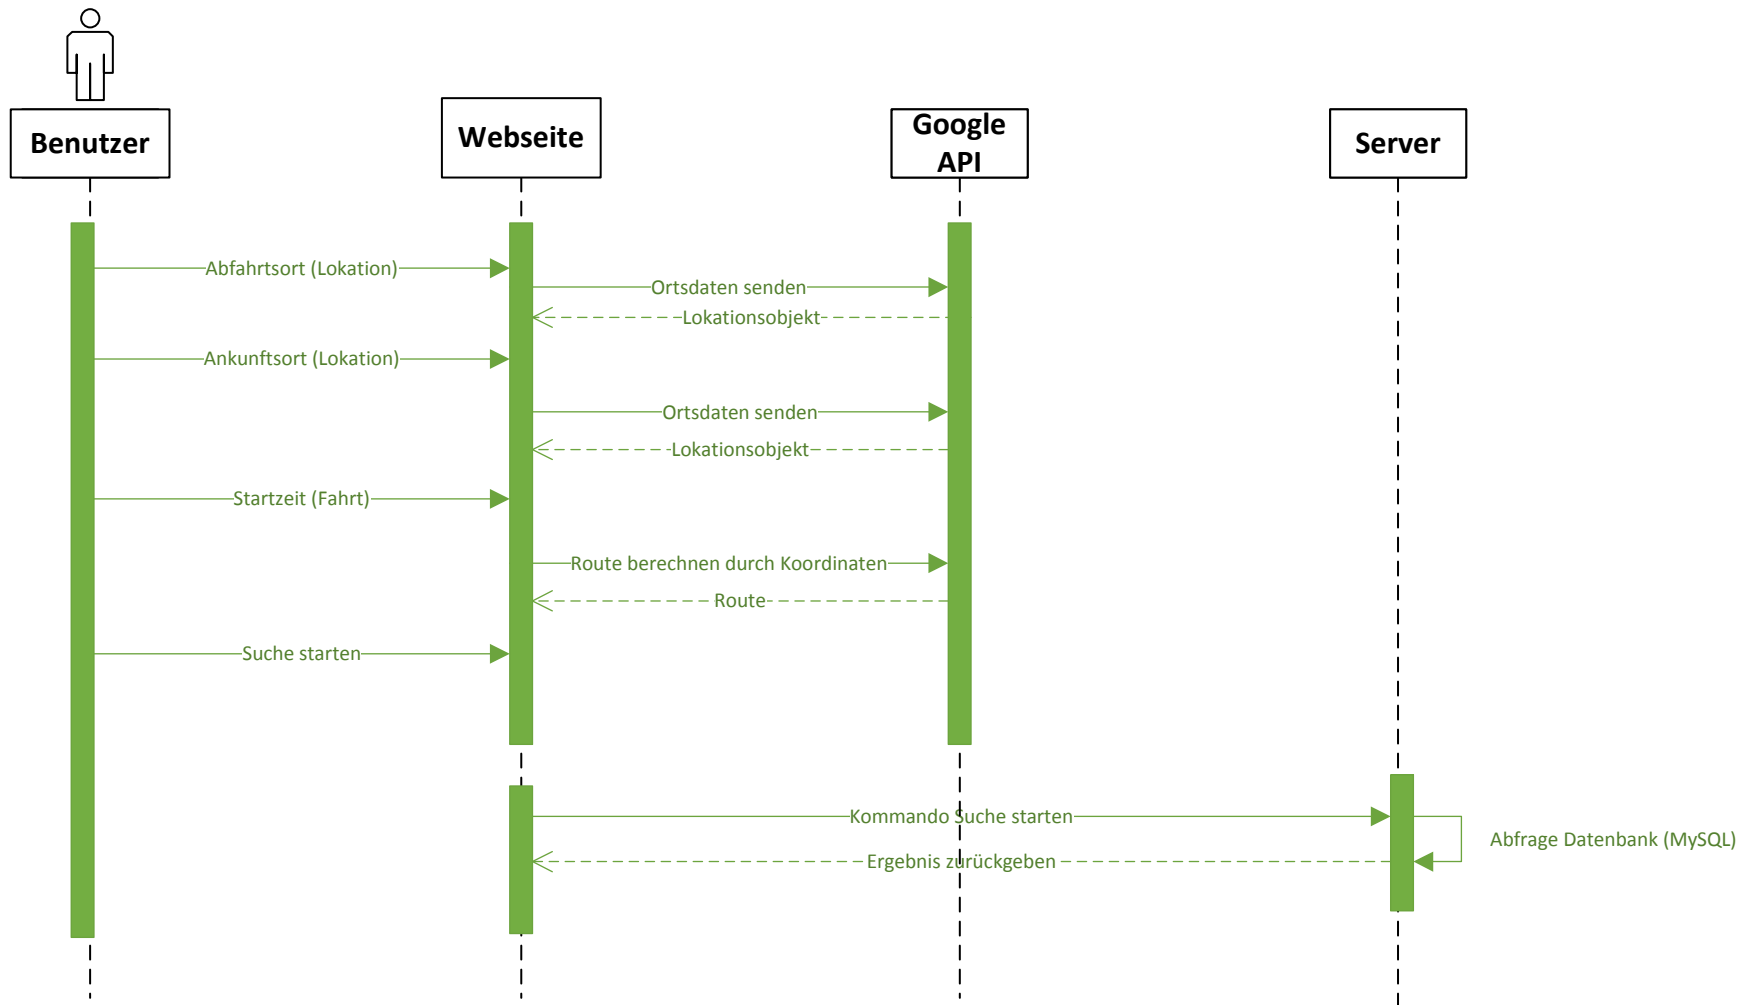 Benutzer
Webseite
Google
API
Server
Abfahrtsort (Lokation)
Ortsdaten senden
Lokationsobjekt
Ankunftsort (Lokation)
Ortsdaten senden
Lokationsobjekt
Startzeit (Fahrt)
Route berechnen durch Koordinaten
Route
Suche starten
Kommando Suche starten
Abfrage Datenbank (MySQL)
Ergebnis zurückgeben